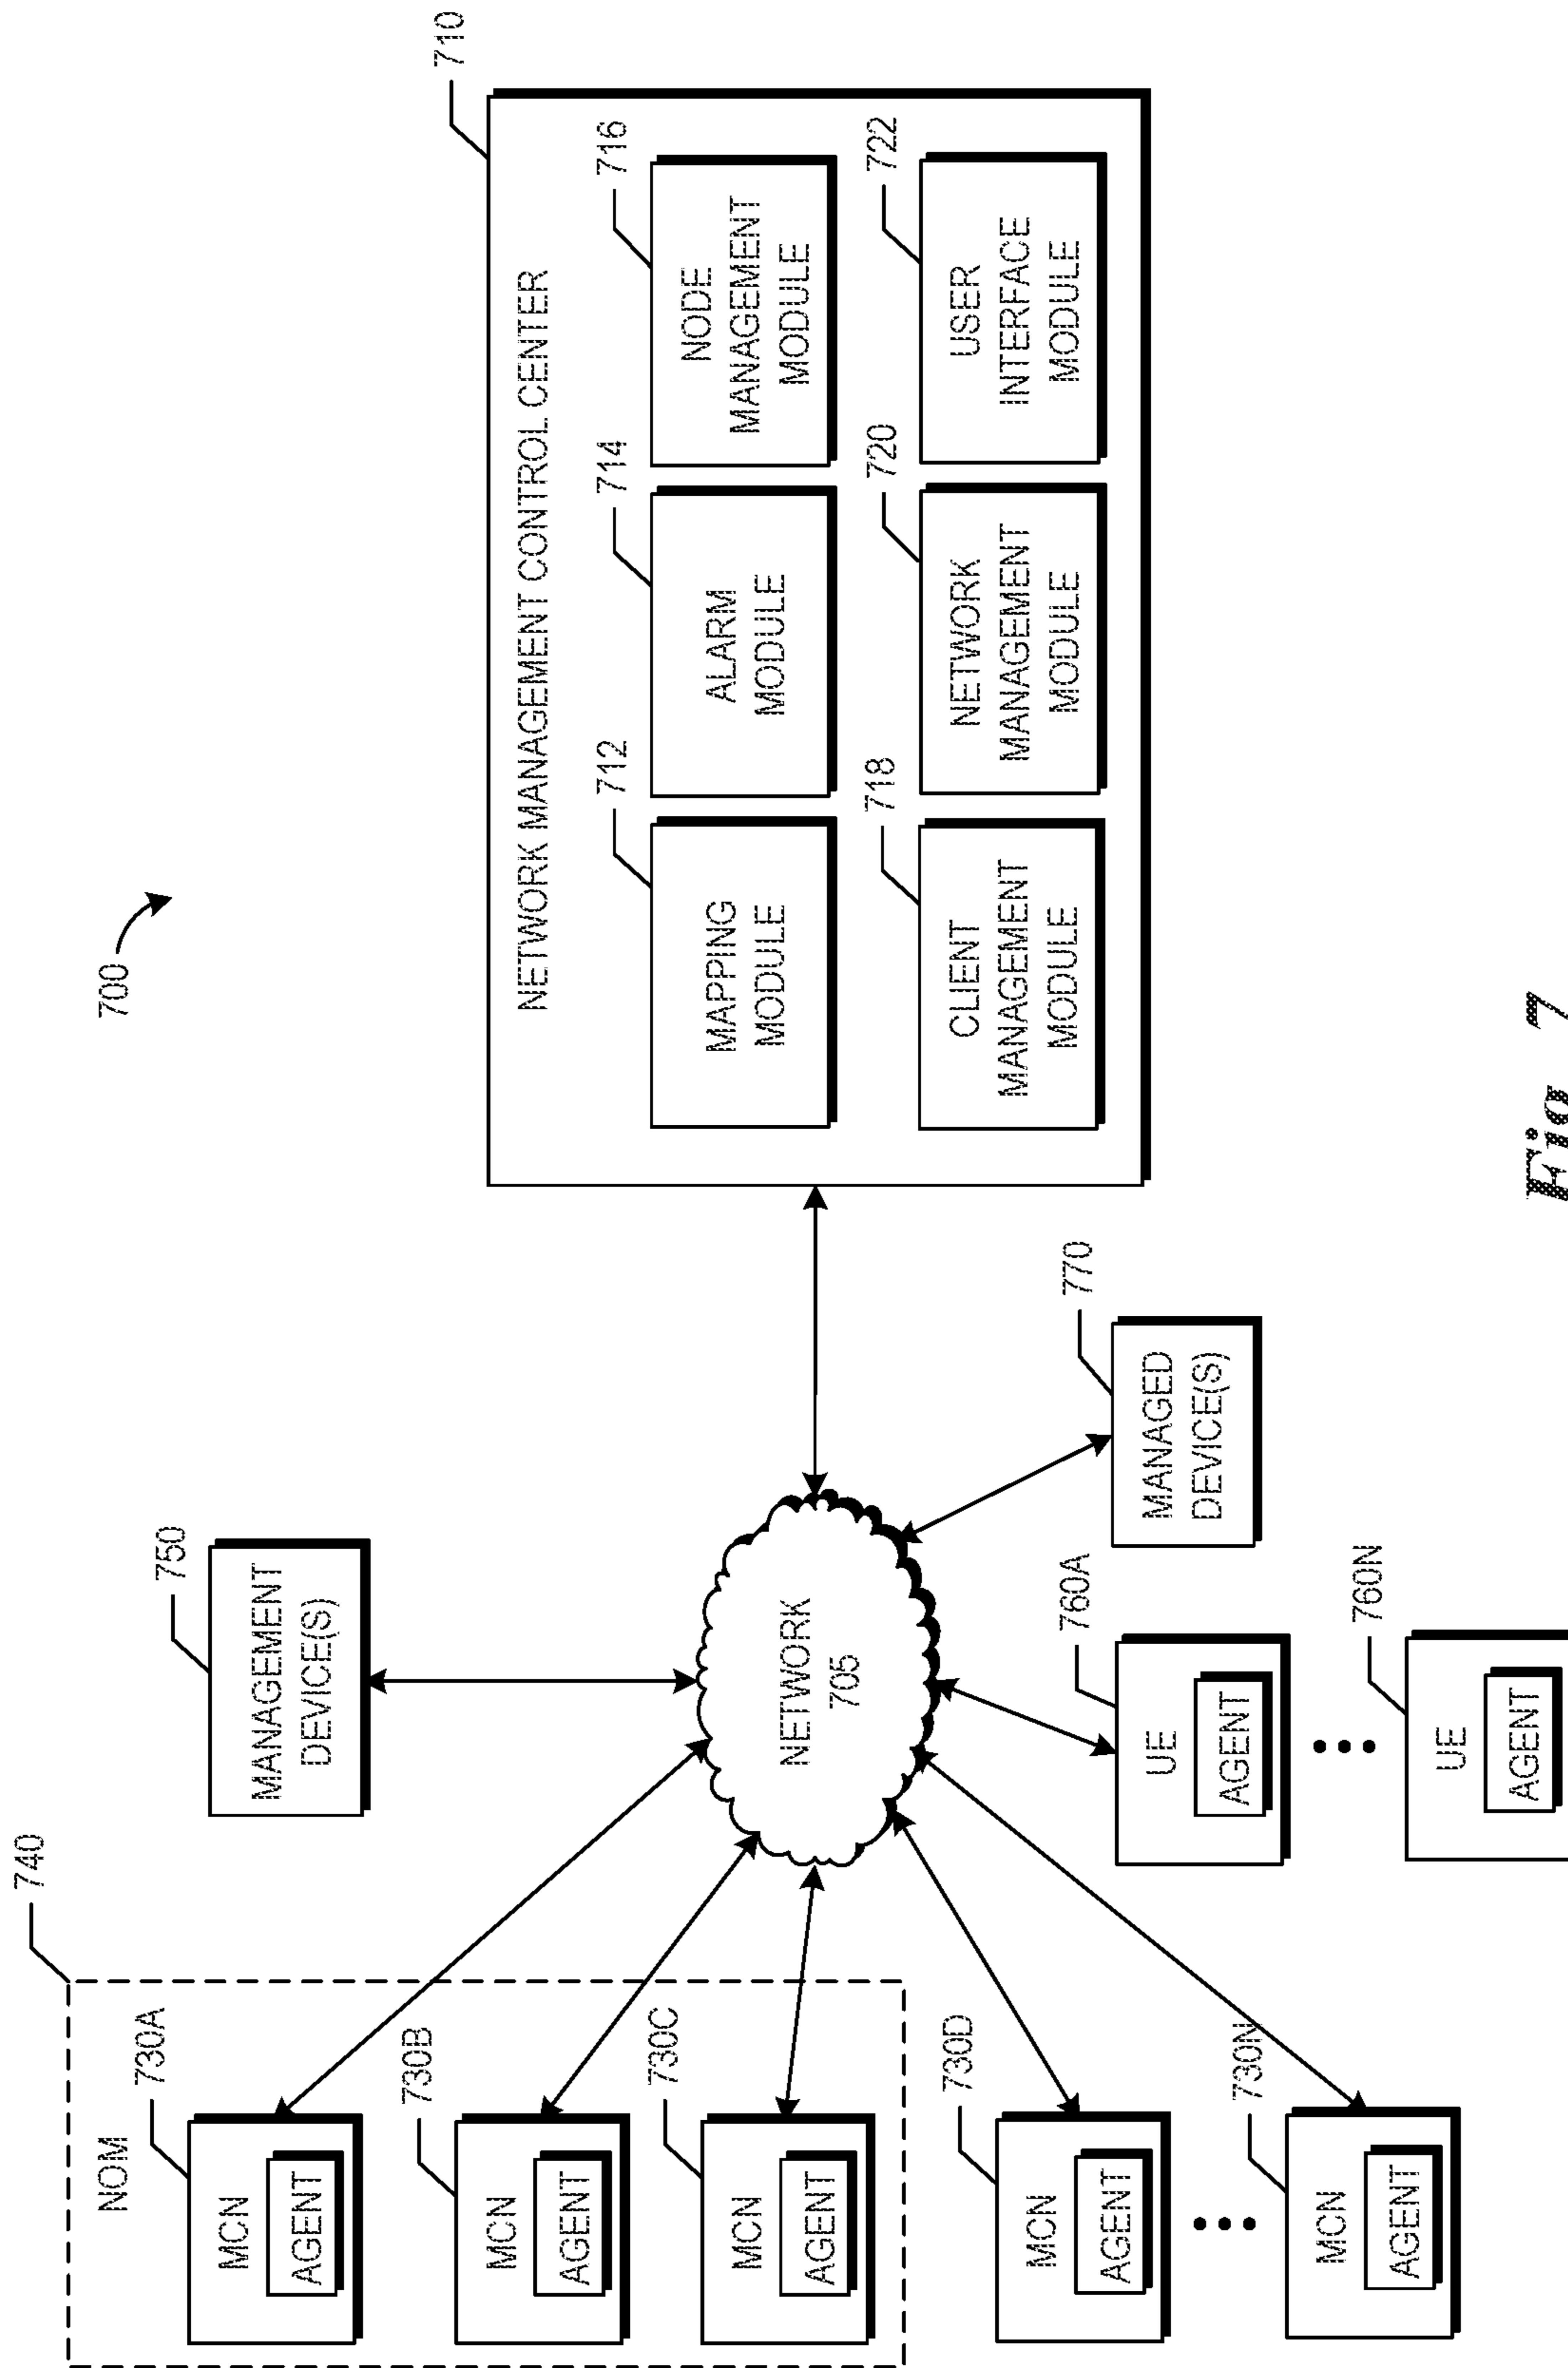 700
740
NOM
730A
MCN
AGENT
730B
MCN
AGENT
730C
MCN
AGENT
730D
MCN
AGENT
730N
MCN
AGENT
750
MANAGEMENT
DEVICE(S)
NETWORK
705
760A
UE
AGENT
760N
UE
AGENT
770
MANAGED
DEVICE(S)
710
NETWORK MANAGEMENT CONTROL CENTER
712
MAPPING
MODULE
714
ALARM
MODULE
716
NODE
MANAGEMENT
MODULE
718
CLIENT
MANAGEMENT
MODULE
720
NETWORK
MANAGEMENT
MODULE
722
USER
INTERFACE
MODULE
Fig. 7